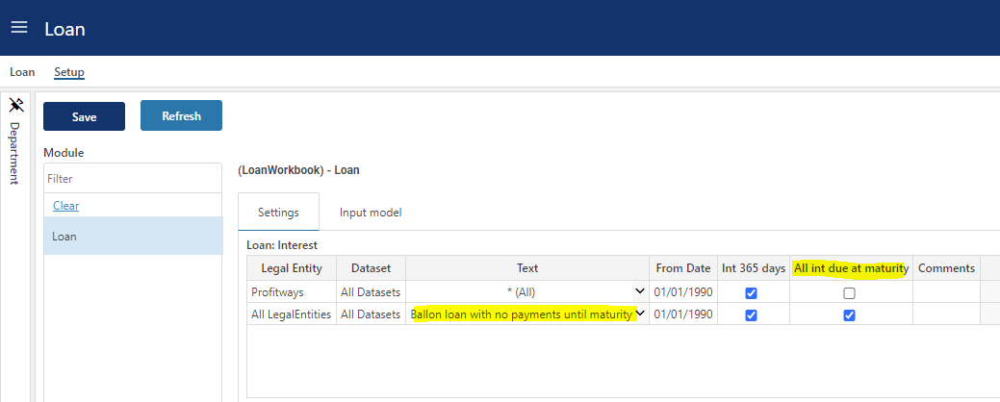 Loan
Loan Setup
Department
Save Refresh
Module
Filter
Clear
Loan
(LoanWorkbook) - Loan
Settings Input model
Loan: Interest
Legal Entity Dataset Text From Date Int 365 days All int due at maturity Comments
Profitways All Datasets * (All) 01/01/1990
All LegalEntities All Datasets Ballon loan with no payments until maturity 01/01/1990